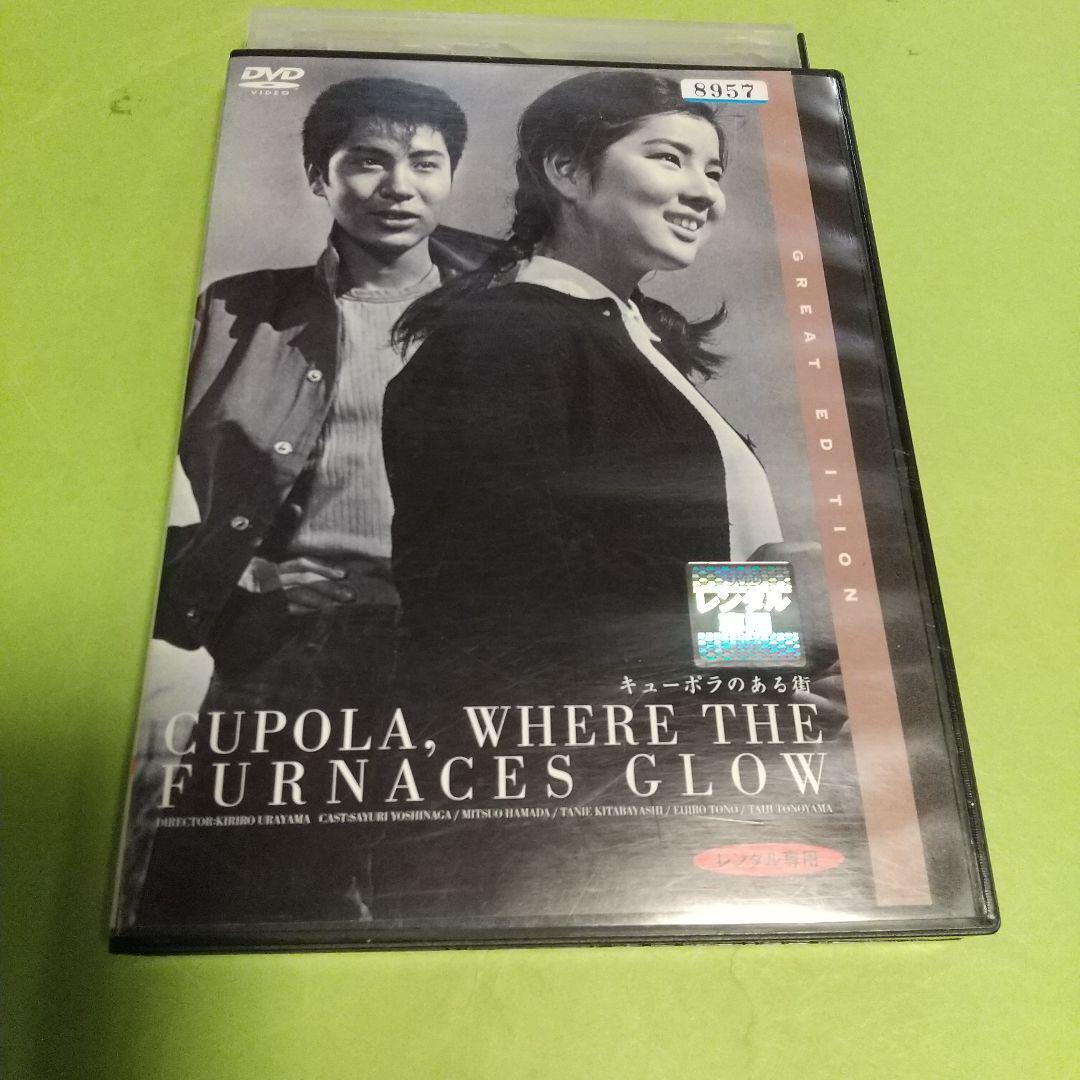 DVD
VIDEO
8957
GREAT EDITION
レンタル
専用
キューポラのある街
CUPOLA, WHERE THE
FURNACES GLOW
DIRECTOR:KIRIRO URAYAMA CAST:SAYURI YOSHINAGA / MITSUO HAMADA / TANIE KITABAYASHI / EIJIRO TONO / TAIJI TONOYAMA
レンタル専用